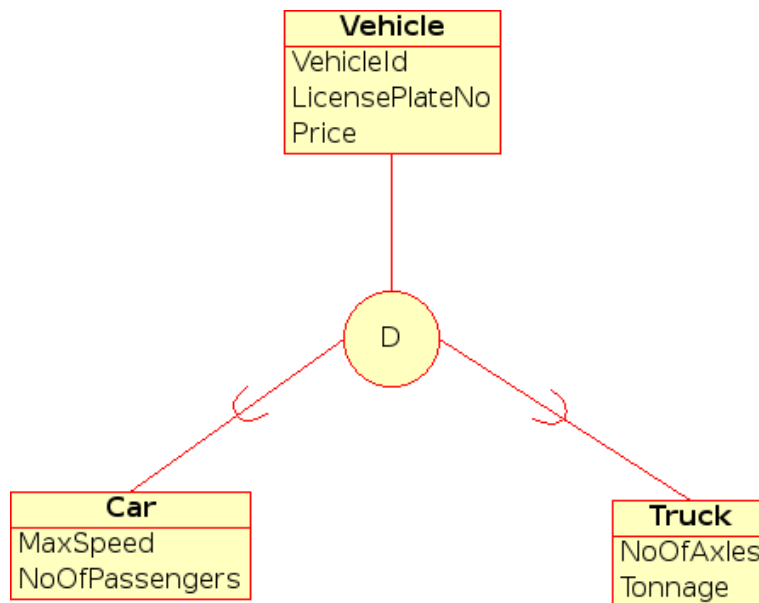 Vehicle
VehicleId
LicensePlateNo
Price
D
Car
MaxSpeed
NoOfPassengers
Truck
NoOfAxles
Tonnage